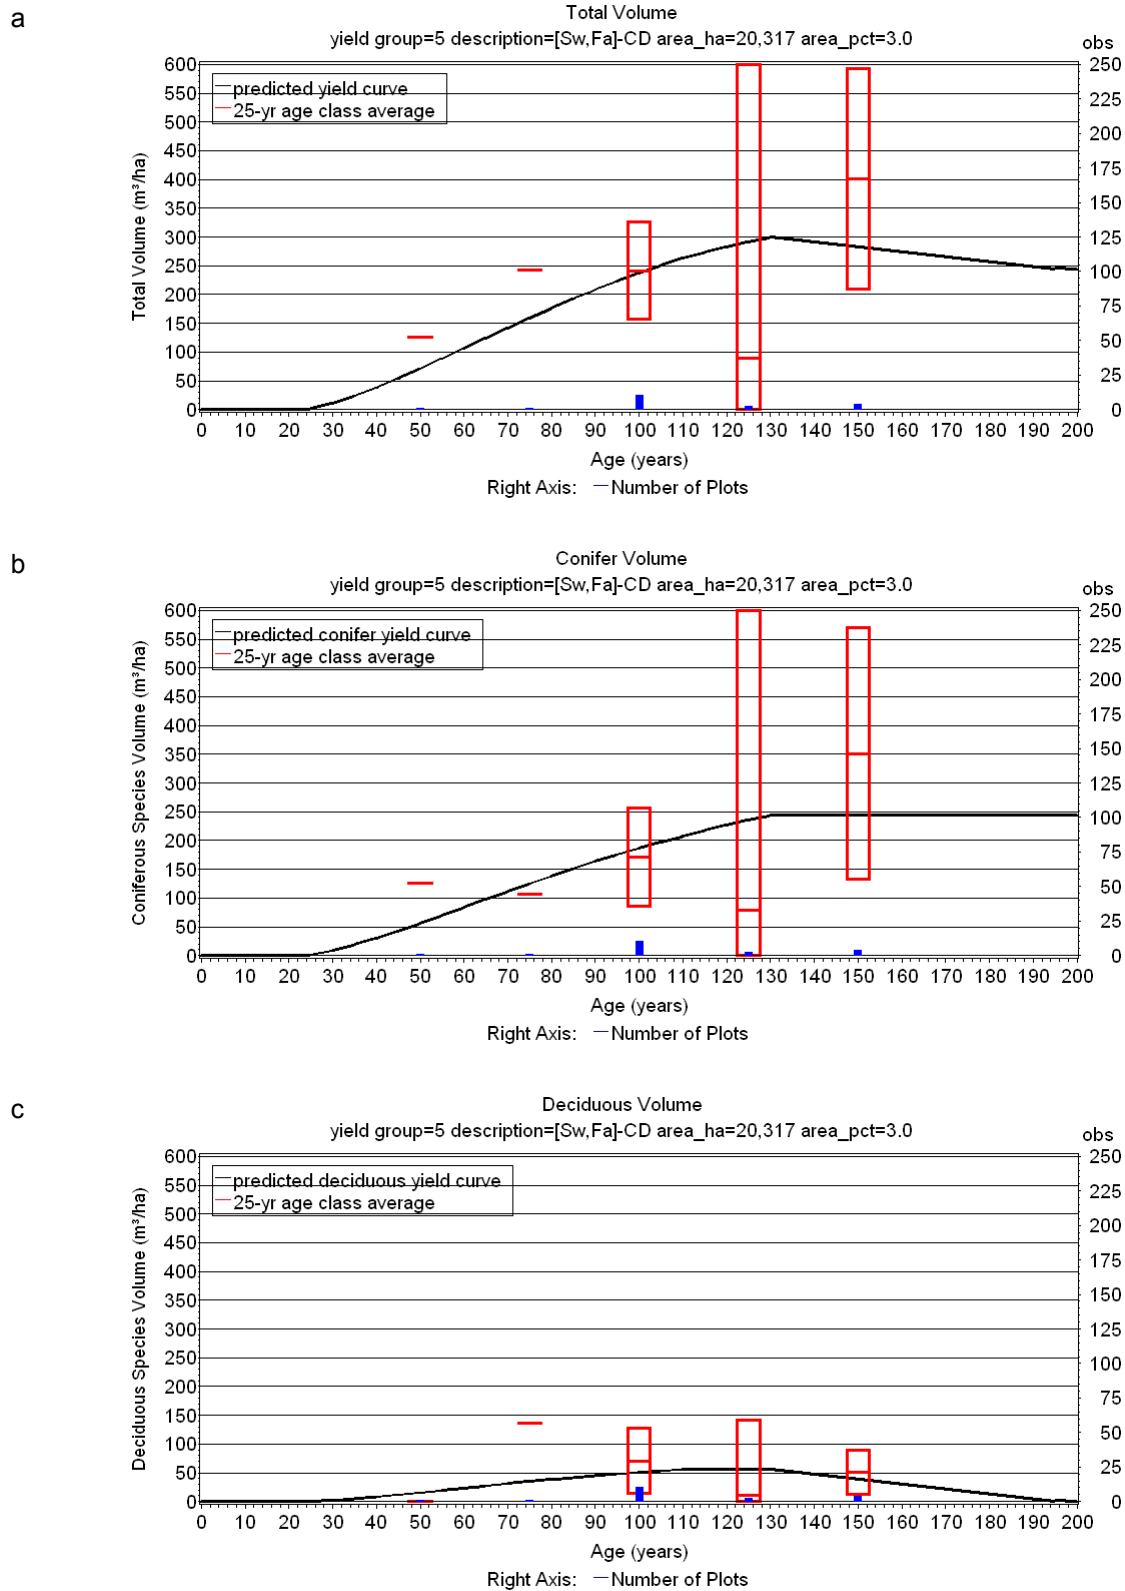 a
Total Volume
yield group=5 description=[Sw,Fa]-CD area_ha=20,317 area_pct=3.0
obs
predicted yield curve
25-yr age class average
Total Volume (m³/ha)
600
550
500
450
400
350
300
250
200
150
100
50
0
250
225
200
175
150
125
100
75
50
25
0
0 10 20 30 40 50 60 70 80 90 100 110 120 130 140 150 160 170 180 190 200
Age (years)
Right Axis: Number of Plots
b
Conifer Volume
yield group=5 description=[Sw,Fa]-CD area_ha=20,317 area_pct=3.0
obs
predicted conifer yield curve
25-yr age class average
Coniferous Species Volume (m³/ha)
600
550
500
450
400
350
300
250
200
150
100
50
0
250
225
200
175
150
125
100
75
50
25
0
0 10 20 30 40 50 60 70 80 90 100 110 120 130 140 150 160 170 180 190 200
Age (years)
Right Axis: Number of Plots
c
Deciduous Volume
yield group=5 description=[Sw,Fa]-CD area_ha=20,317 area_pct=3.0
obs
predicted deciduous yield curve
25-yr age class average
Deciduous Species Volume (m³/ha)
600
550
500
450
400
350
300
250
200
150
100
50
0
250
225
200
175
150
125
100
75
50
25
0
0 10 20 30 40 50 60 70 80 90 100 110 120 130 140 150 160 170 180 190 200
Age (years)
Right Axis: Number of Plots